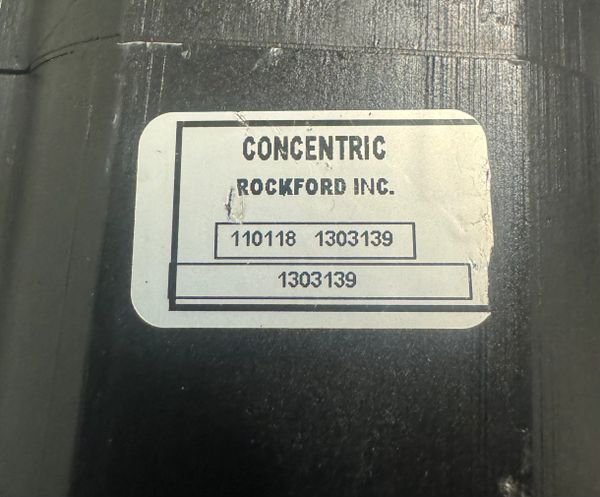 CONCENTRIC
ROCKFORD INC.
110118 1303139
1303139